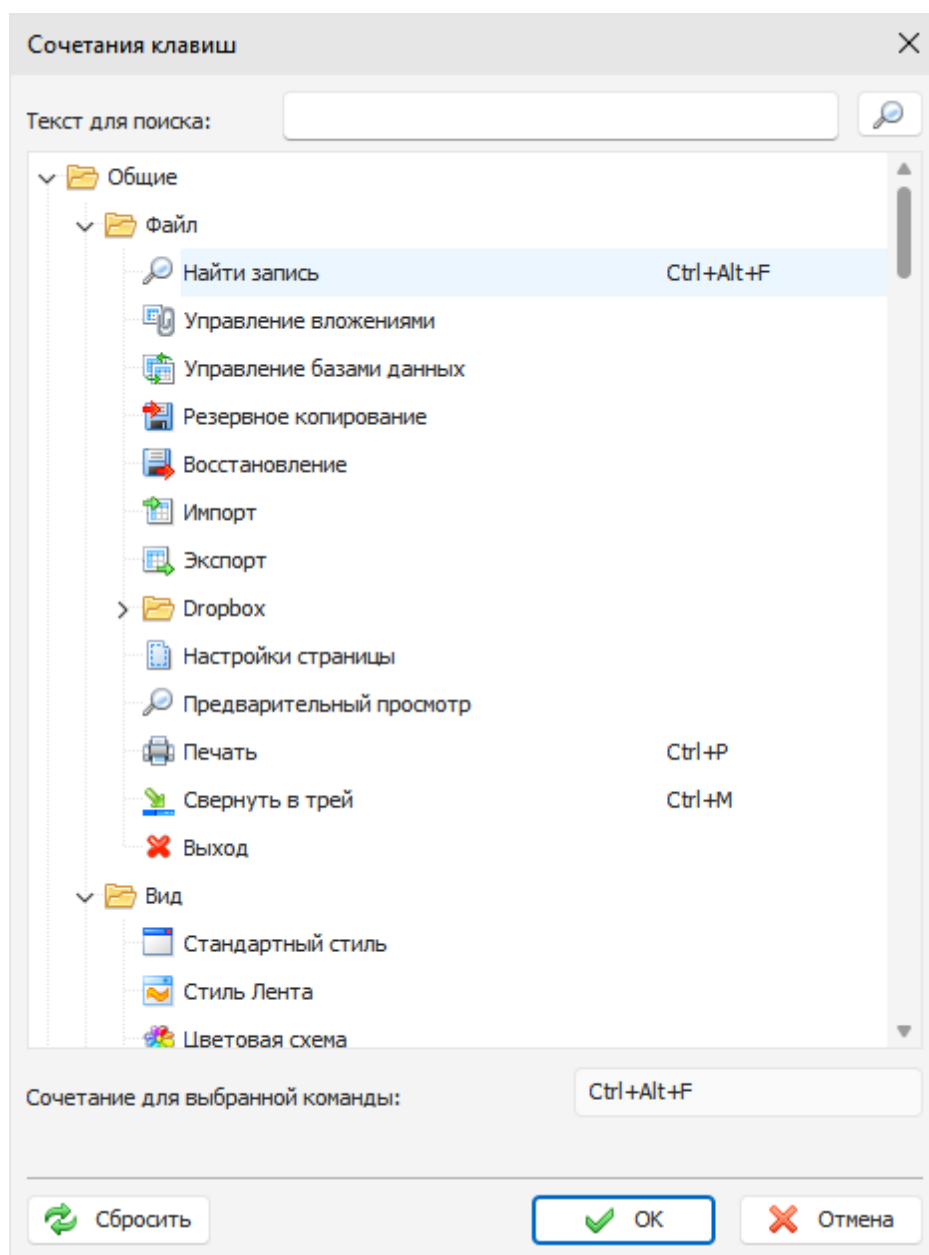 Сочетания клавиш
Текст для поиска:
Общие
Файл
Найти запись Ctrl+Alt+F
Управление вложениями
Управление базами данных
Резервное копирование
Восстановление
Импорт
Экспорт
Dropbox
Настройки страницы
Предварительный просмотр
Печать Ctrl+P
Свернуть в трей Ctrl+M
Выход
Вид
Стандартный стиль
Стиль Лента
Цветовая схема
Сочетание для выбранной команды: Ctrl+Alt+F
Сбросить OK Отмена